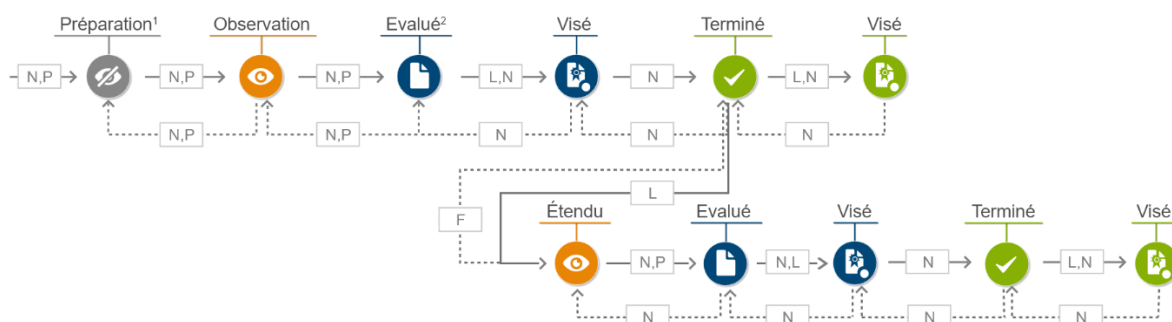 Préparation¹ Observation Evalué² Visé Terminé Visé
N,P N,P N,P L,N N L,N
N,P N,P N N N
L
F
Étendu Evalué Visé Terminé Visé
N,P N,L N L,N
N N N N